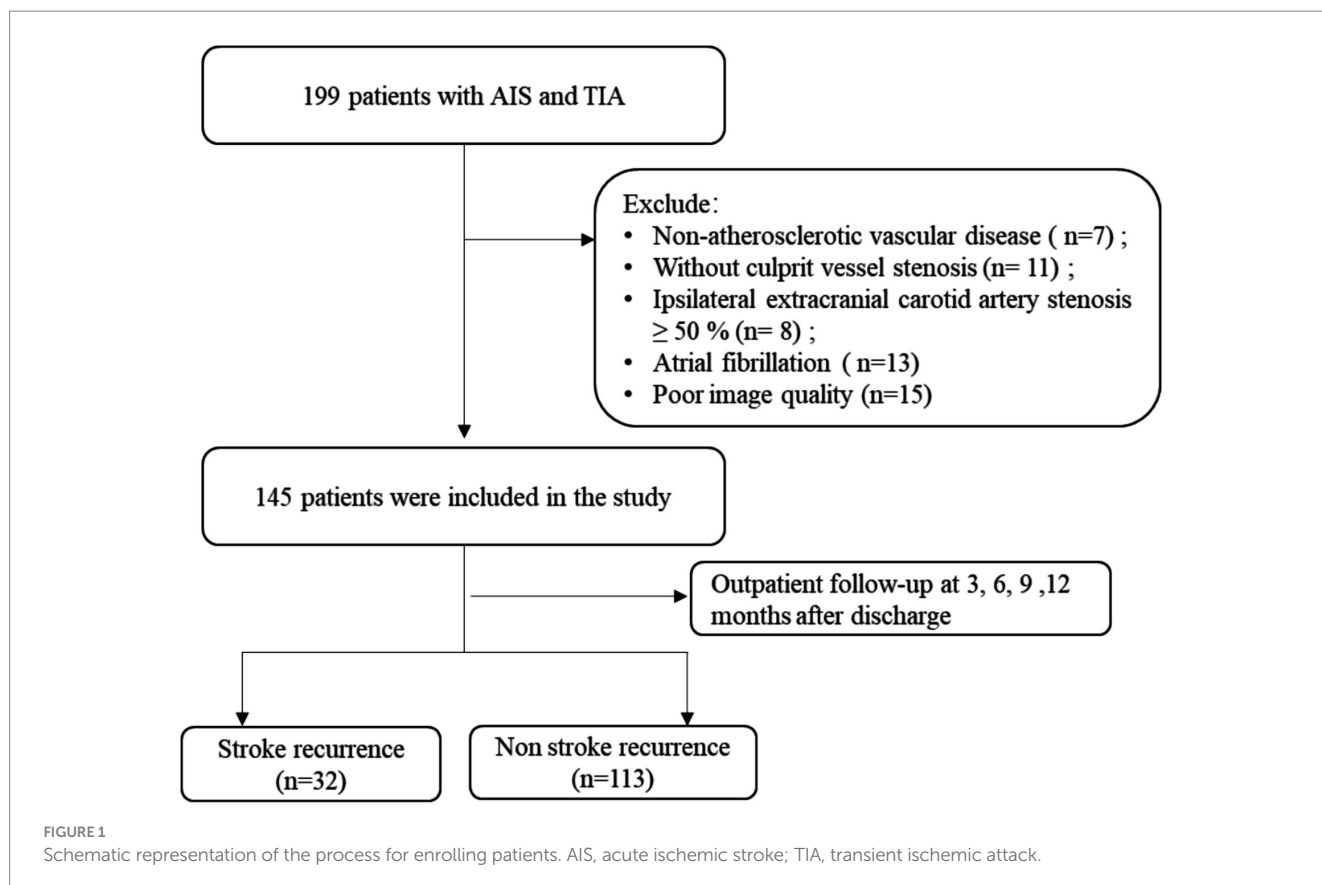 199 patients with AIS and TIA
Exclude:
• Non-atherosclerotic vascular disease ( n=7) ;
• Without culprit vessel stenosis (n= 11) ;
• Ipsilateral extracranial carotid artery stenosis
≥ 50 % (n= 8) ;
• Atrial fibrillation ( n=13)
• Poor image quality (n=15)
145 patients were included in the study
Outpatient follow-up at 3, 6, 9 ,12
months after discharge
Stroke recurrence
(n=32)
Non stroke recurrence
(n=113)
FIGURE 1
Schematic representation of the process for enrolling patients. AIS, acute ischemic stroke; TIA, transient ischemic attack.